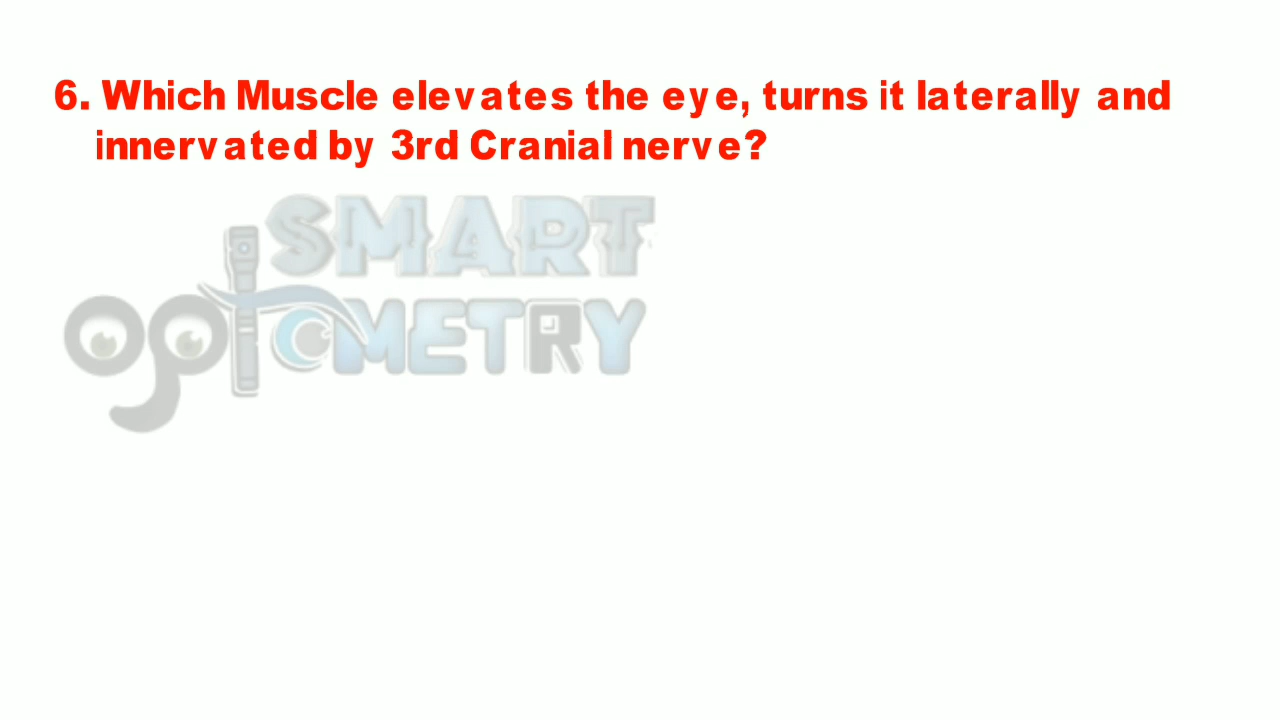 6. Which Muscle elevates the eye, turns it laterally and
innervated by 3rd Cranial nerve?
SMART
optOMETRY